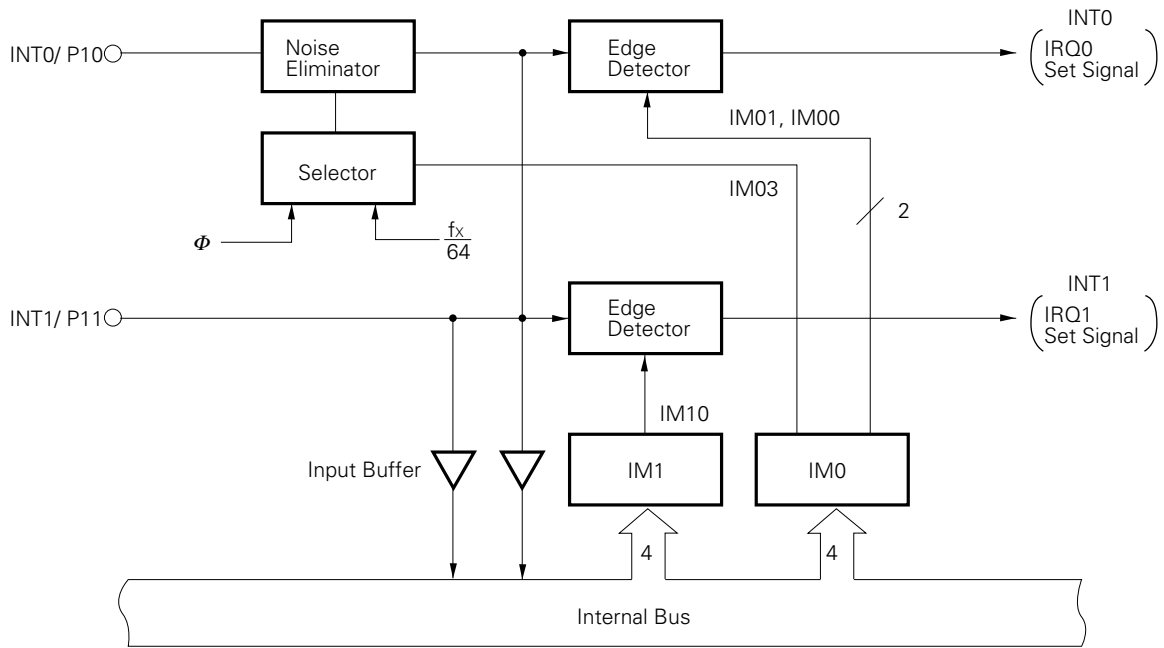 INT0/ P10
Noise
Eliminator
Edge
Detector
INT0
IRQ0
Set Signal
IM01, IM00
Selector
IM03
2
Φ
fx
64
INT1/ P11
Edge
Detector
INT1
IRQ1
Set Signal
IM10
Input Buffer
IM1
IM0
4
4
Internal Bus